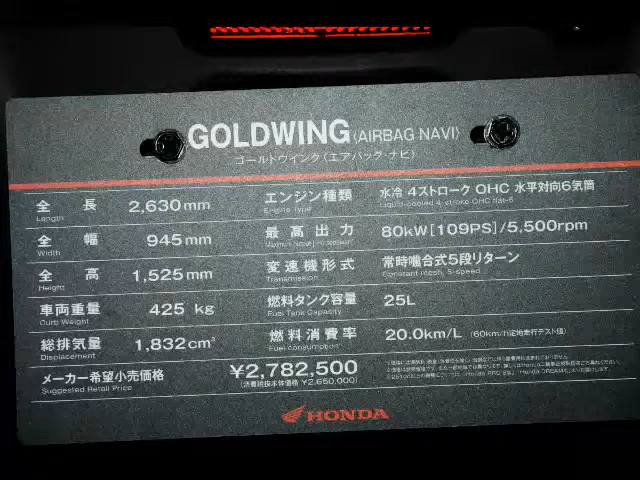 GOLDWING〈AIRBAG NAVI〉
ゴールドウインク〈エアバック・ナビ〉
全長 2,630mm
Length
全幅 945mm
Width
全高 1,525mm
Height
車両重量 425 kg
Curb Weight
総排気量 1,832cm³
Displacement
メーカー希望小売価格 ¥2,782,500
Suggested Retail Price (消費税抜本体価格 ¥2,650,000)
エンジン種類 水冷 4ストローク OHC 水平対向6気筒
Engine Type Liquid-cooled 4-stroke OHC flat-6
最高出力 80kW[109PS]/5,500rpm
変速機形式 常時噛合式5段リターン
Transmission Constant mesh, 5-speed
燃料タンク容量 25L
Fuel Tank Capacity
燃料消費率 20.0km/L (60km/h定地走行テスト値)
Fuel consumption
HONDA